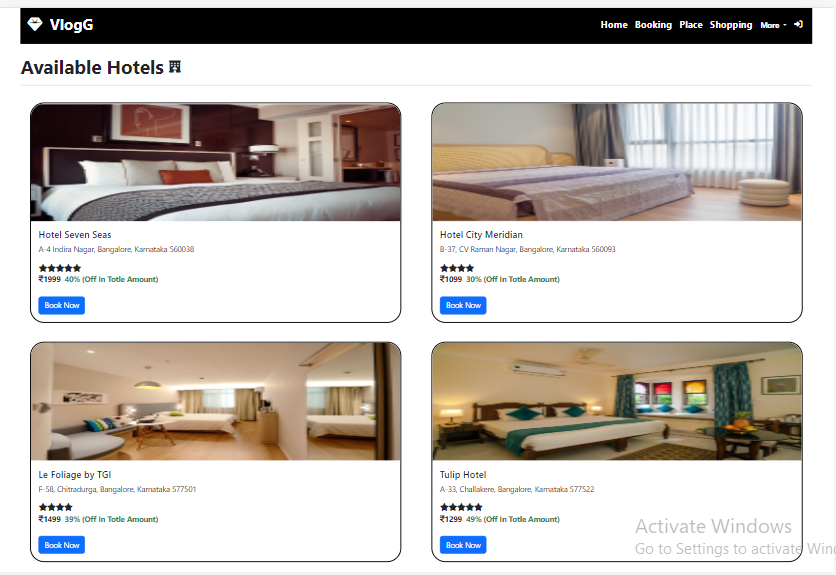 VlogG
Home Booking Place Shopping More
Available Hotels
Hotel Seven Seas
A-4 Indira Nagar, Bangalore, Karnataka 560038
₹1999 40% (Off In Totle Amount)
Book Now
Hotel City Meridian
B-37, CV Raman Nagar, Bangalore, Karnataka 560093
₹1099 30% (Off In Totle Amount)
Book Now
Le Foliage by TGI
F-58, Chitradurga, Bangalore, Karnataka 577501
₹1499 39% (Off In Totle Amount)
Book Now
Tulip Hotel
A-33, Challakere, Bangalore, Karnataka 577522
₹1299 49% (Off In Totle Amount)
Book Now
Activate Windows
Go to Settings to activate Win